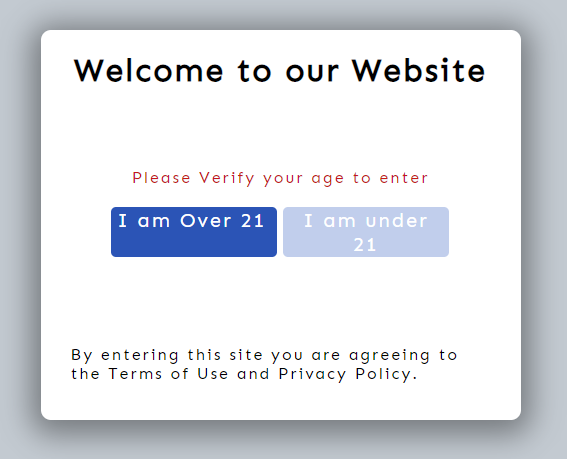 Welcome to our Website
Please Verify your age to enter
I am Over 21
I am under
21
By entering this site you are agreeing to
the Terms of Use and Privacy Policy.